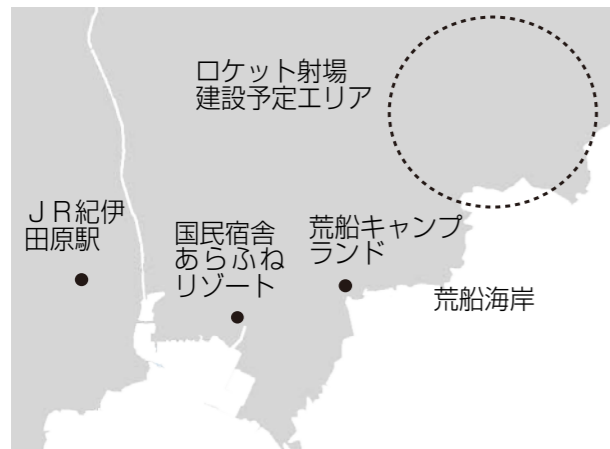 ロケット射場
建設予定エリア
ＪＲ紀伊
田原駅
国民宿舎
あらふね
リゾート
荒船キャンプ
ランド
荒船海岸